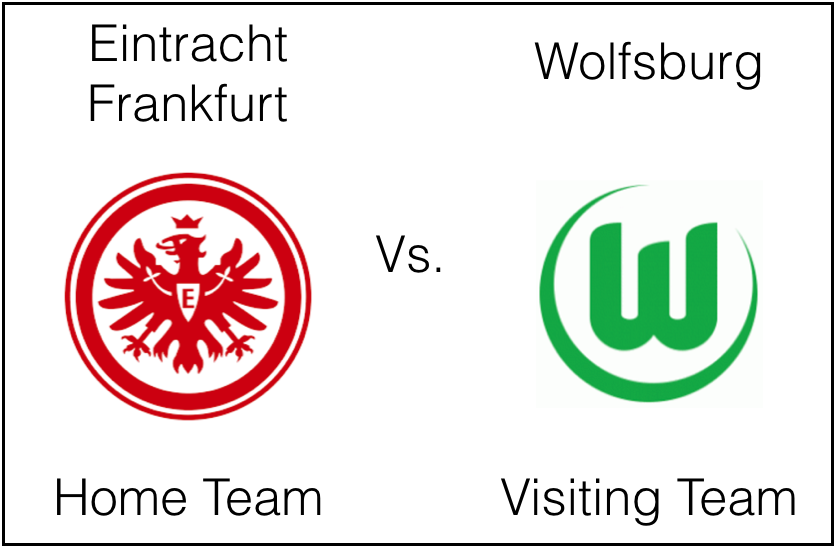 Eintracht
Frankfurt
Wolfsburg
Vs.
E
W
Home Team
Visiting Team